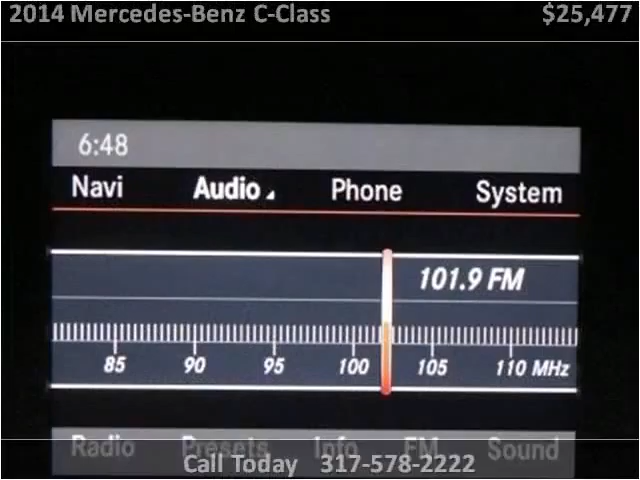 2014 Mercedes-Benz C-Class $25,477
6:48
Navi Audio Phone System
101.9 FM
85 90 95 100 105 110 MHz
Radio Presets Info FM Sound
Call Today 317-578-2222